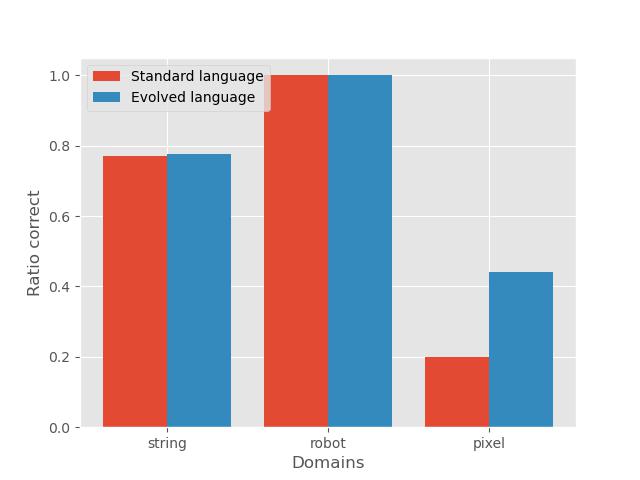 Standard language
Evolved language
1.0
0.8
0.6
0.4
0.2
0.0
Ratio correct
string robot pixel
Domains